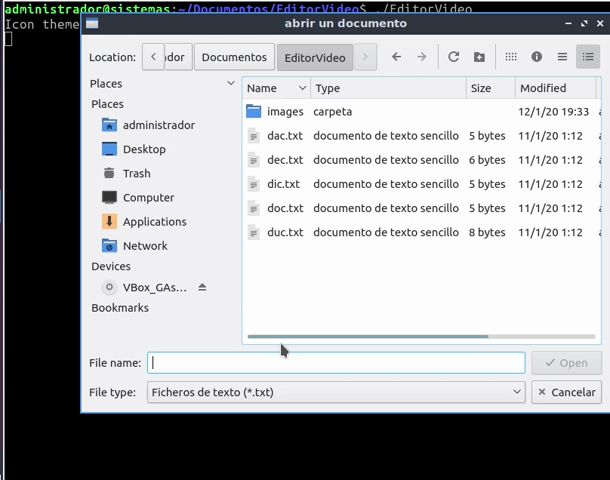 administrador@sistemas:~/Documentos/EditorVideo$ ./EditorVideo
Icon theme
abrir un documento
Location: dor Documentos EditorVideo
Places
Name Type Size Modified
Places
images carpeta 12/1/20 19:33
administrador
dac.txt documento de texto sencillo 5 bytes 11/1/20 1:12
Desktop
dec.txt documento de texto sencillo 6 bytes 11/1/20 1:12
Trash
dic.txt documento de texto sencillo 5 bytes 11/1/20 1:12
Computer
doc.txt documento de texto sencillo 5 bytes 11/1/20 1:12
Applications
duc.txt documento de texto sencillo 8 bytes 11/1/20 1:12
Network
Devices
VBox_GAs...
Bookmarks
File name: Open
File type: Ficheros de texto (*.txt) Cancelar